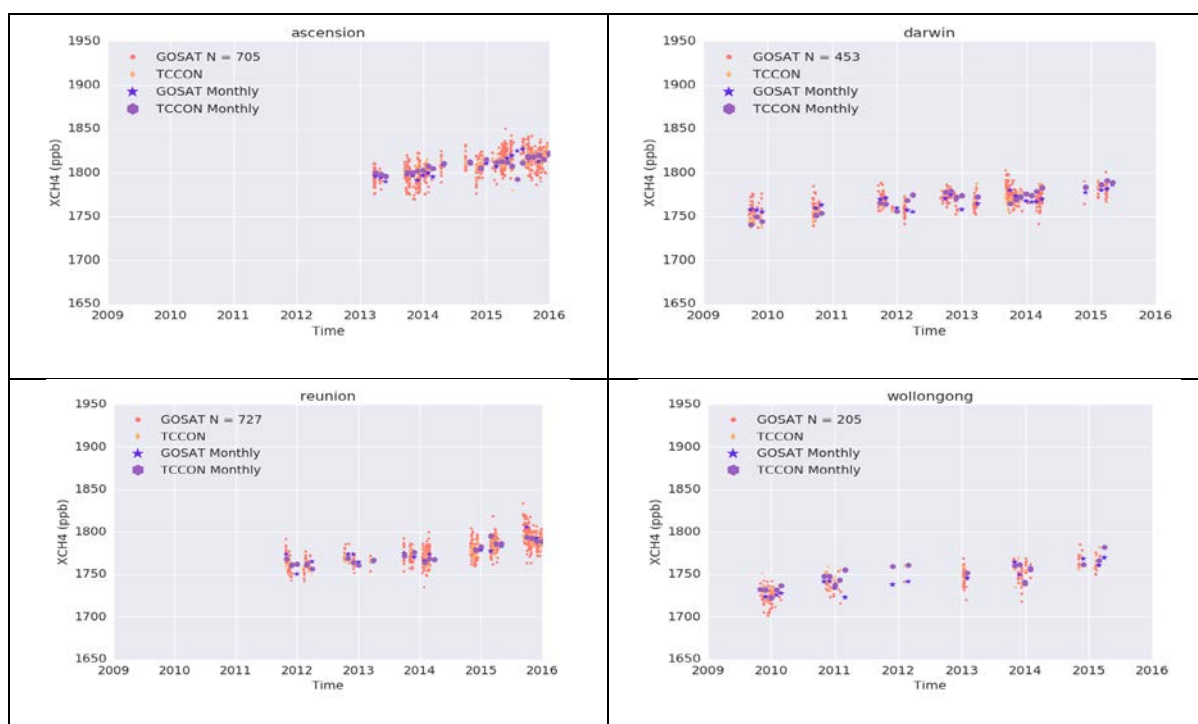 ascension
1950
1900
1850
1800
1750
1700
1650
XCH4 (ppb)
GOSAT N = 705
TCCON
GOSAT Monthly
TCCON Monthly
2009 2010 2011 2012 2013 2014 2015 2016
Time
darwin
1950
1900
1850
1800
1750
1700
1650
XCH4 (ppb)
GOSAT N = 453
TCCON
GOSAT Monthly
TCCON Monthly
2009 2010 2011 2012 2013 2014 2015 2016
Time
reunion
1950
1900
1850
1800
1750
1700
1650
XCH4 (ppb)
GOSAT N = 727
TCCON
GOSAT Monthly
TCCON Monthly
2009 2010 2011 2012 2013 2014 2015 2016
Time
wollongong
1950
1900
1850
1800
1750
1700
1650
XCH4 (ppb)
GOSAT N = 205
TCCON
GOSAT Monthly
TCCON Monthly
2009 2010 2011 2012 2013 2014 2015 2016
Time